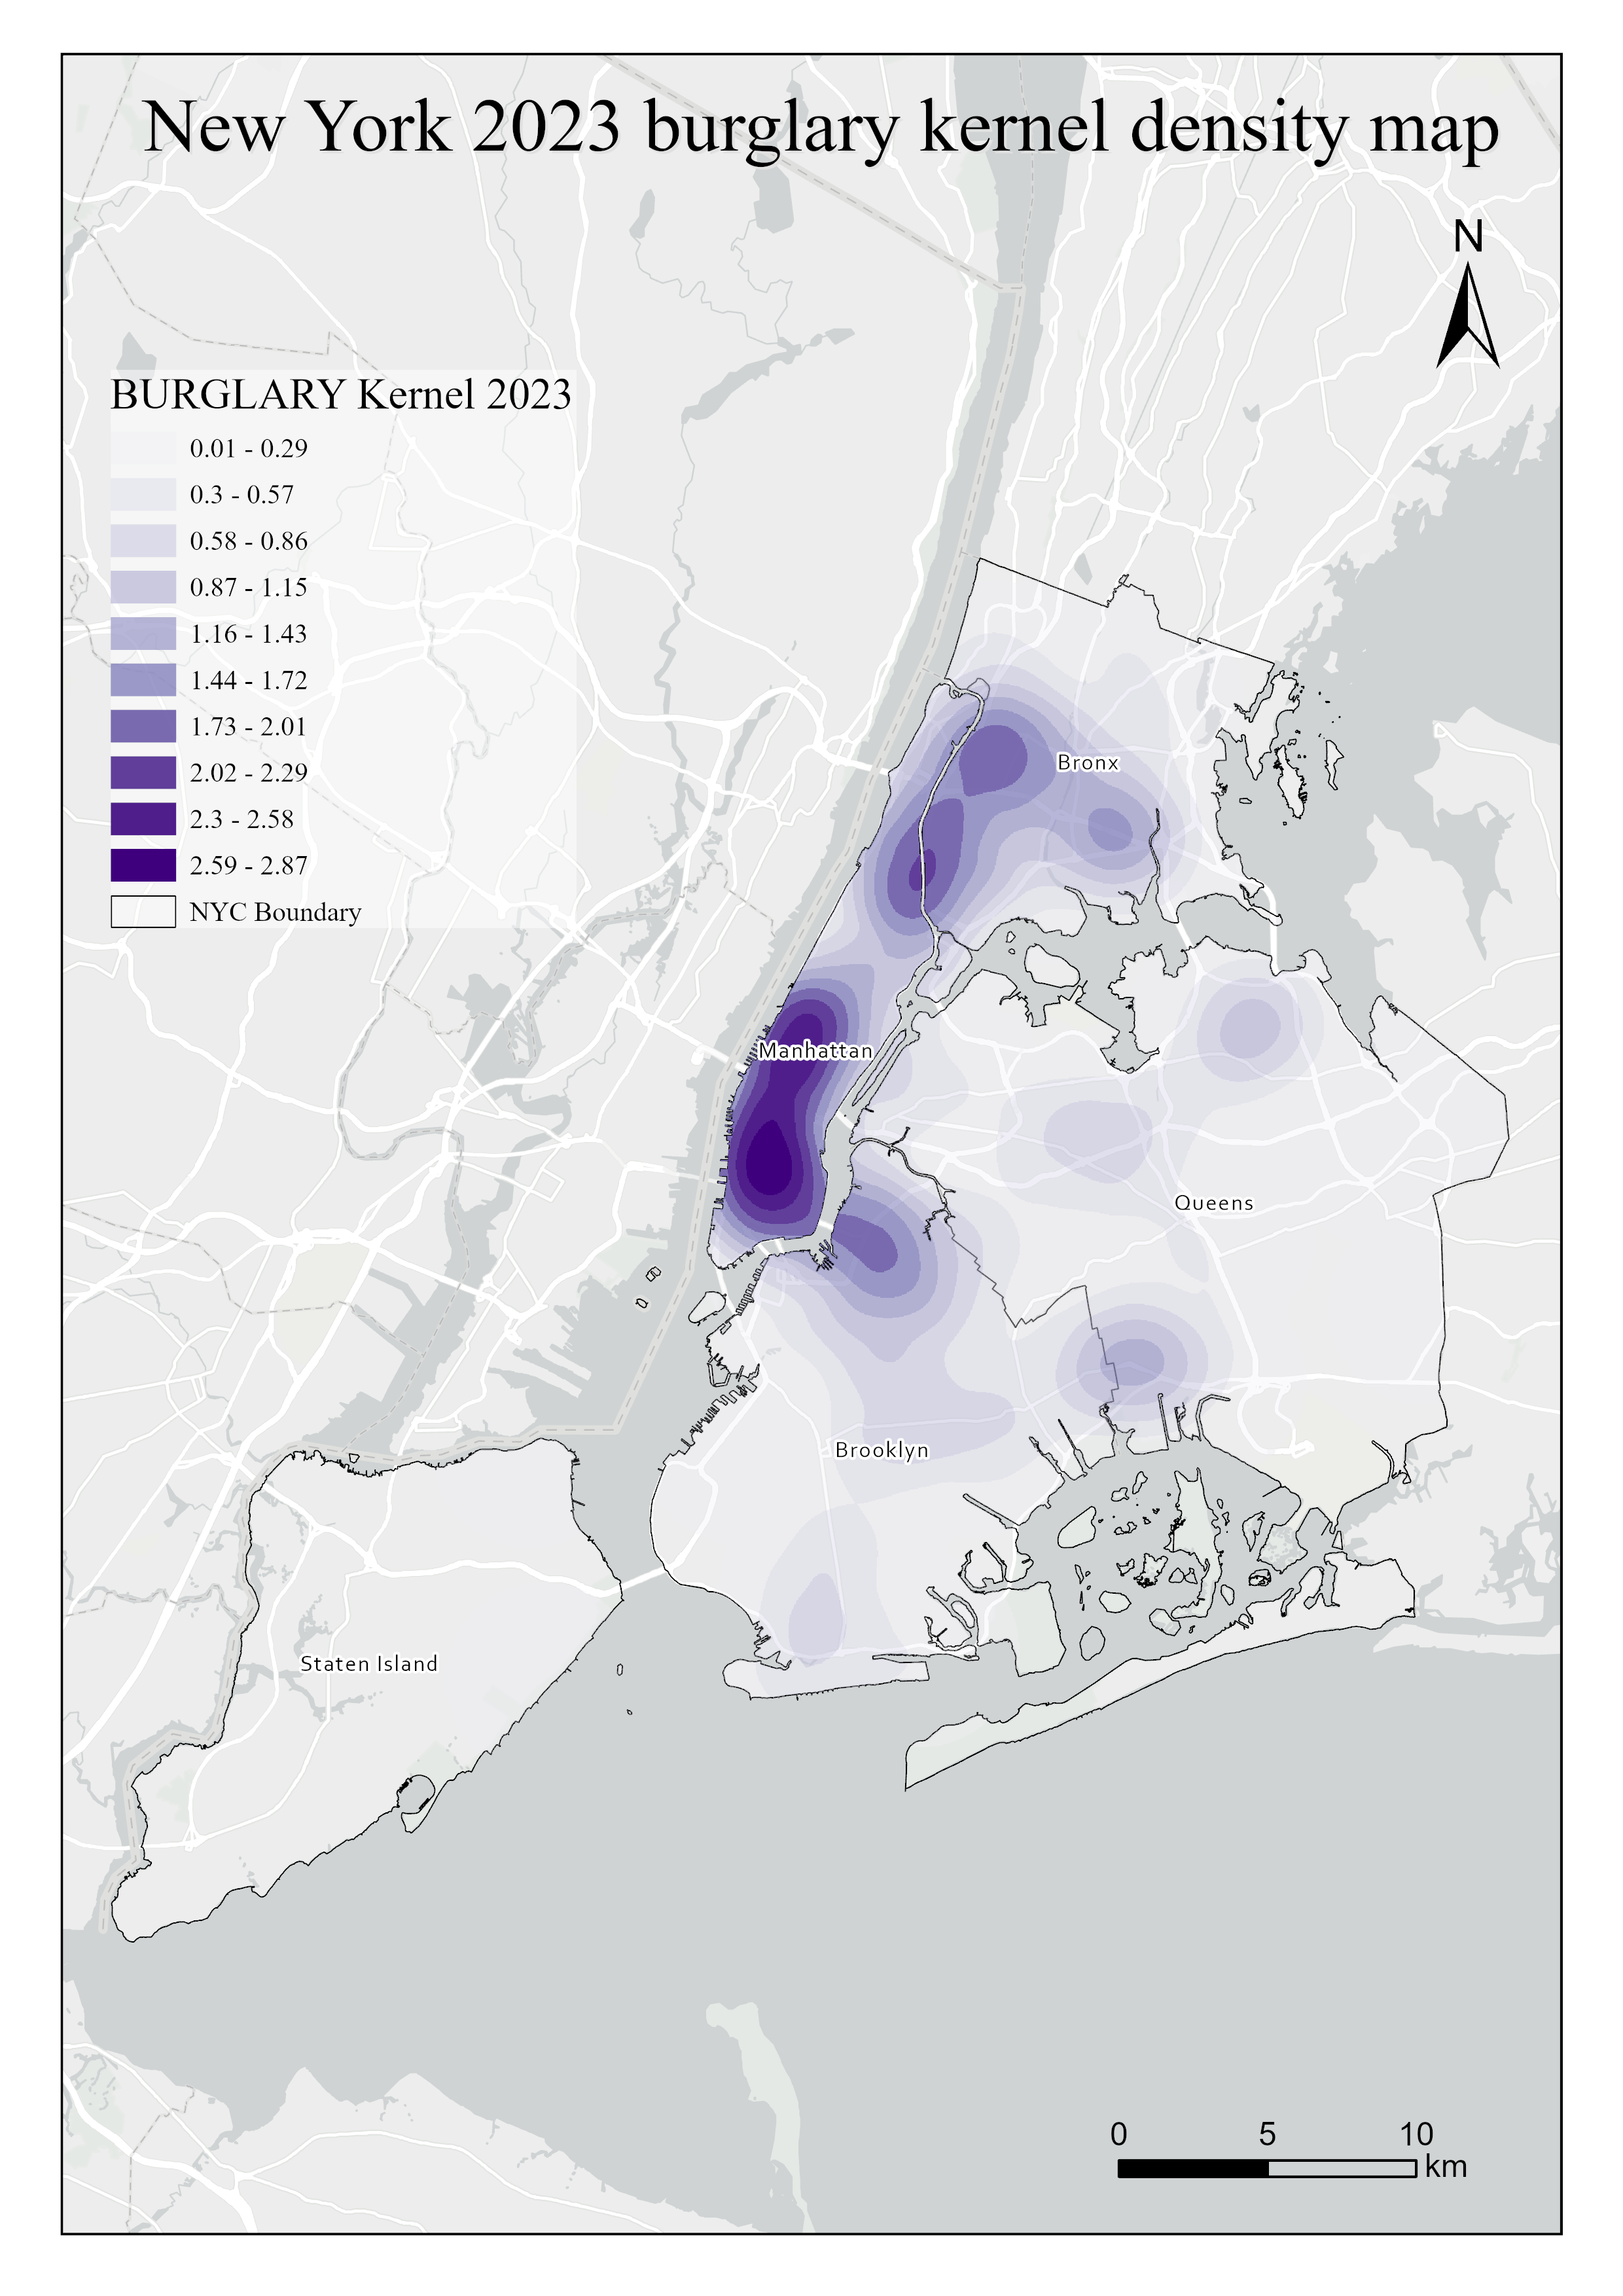 New York 2023 burglary kernel density map
N
BURGLARY Kernel 2023
0.01 - 0.29
0.3 - 0.57
0.58 - 0.86
0.87 - 1.15
1.16 - 1.43
1.44 - 1.72
1.73 - 2.01
2.02 - 2.29
2.3 - 2.58
2.59 - 2.87
NYC Boundary
Bronx
Manhattan
Queens
Brooklyn
Staten Island
0 5 10
km